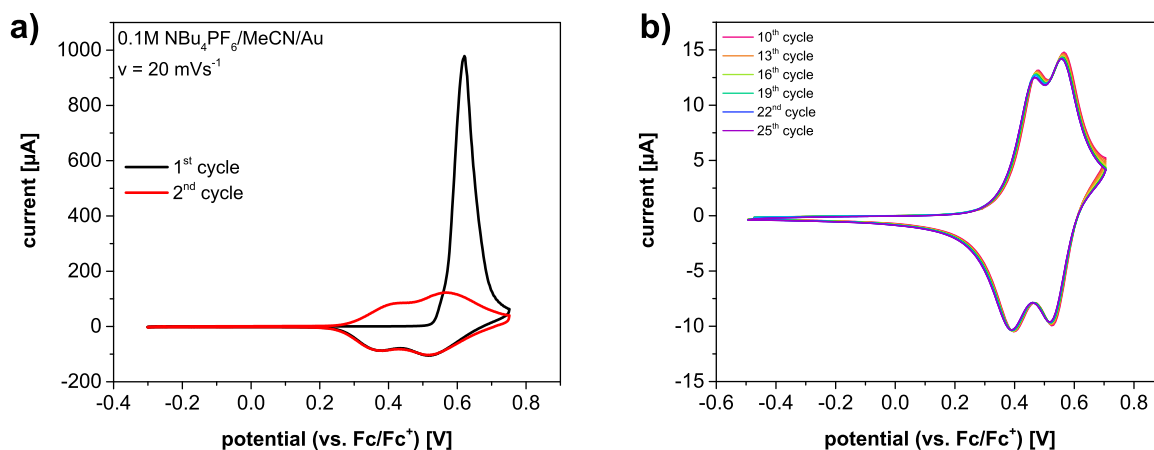 a)
0.1M NBu₄PF₆/MeCN/Au
v = 20 mVs⁻¹
1ˢᵗ cycle
2ⁿᵈ cycle
1000
800
600
400
200
0
-200
current [µA]
-0.4 -0.2 0.0 0.2 0.4 0.6 0.8
potential (vs. Fc/Fc⁺) [V]
b)
10ᵗʰ cycle
13ᵗʰ cycle
16ᵗʰ cycle
19ᵗʰ cycle
22ⁿᵈ cycle
25ᵗʰ cycle
15
10
5
0
-5
-10
-15
current [µA]
-0.6 -0.4 -0.2 0.0 0.2 0.4 0.6 0.8
potential (vs. Fc/Fc⁺) [V]